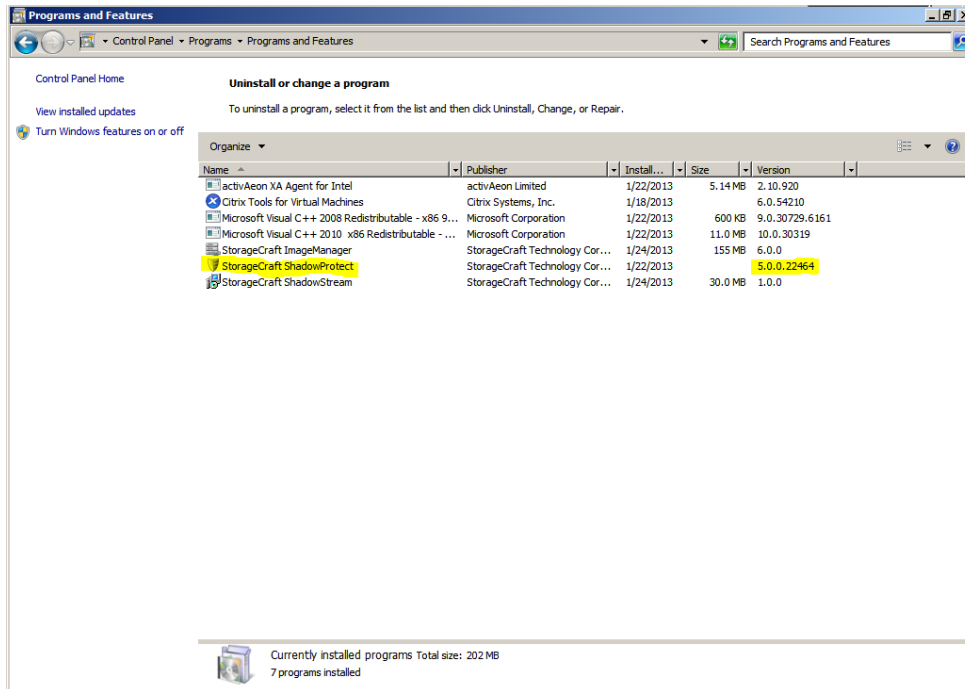 Programs and Features
Control Panel Programs Programs and Features Search Programs and Features
Control Panel Home
View installed updates
Turn Windows features on or off
Uninstall or change a program
To uninstall a program, select it from the list and then click Uninstall, Change, or Repair.
Organize
Name Publisher Install... Size Version
activAeon XA Agent for Intel activAeon Limited 1/22/2013 5.14 MB 2.10.920
Citrix Tools for Virtual Machines Citrix Systems, Inc. 1/18/2013 6.0.54210
Microsoft Visual C++ 2008 Redistributable - x86 9... Microsoft Corporation 1/22/2013 600 KB 9.0.30729.6161
Microsoft Visual C++ 2010 x86 Redistributable - ... Microsoft Corporation 1/22/2013 11.0 MB 10.0.30319
StorageCraft ImageManager StorageCraft Technology Cor... 1/24/2013 155 MB 6.0.0
StorageCraft ShadowProtect StorageCraft Technology Cor... 1/22/2013 5.0.0.22464
StorageCraft ShadowStream StorageCraft Technology Cor... 1/24/2013 30.0 MB 1.0.0
Currently installed programs Total size: 202 MB
7 programs installed